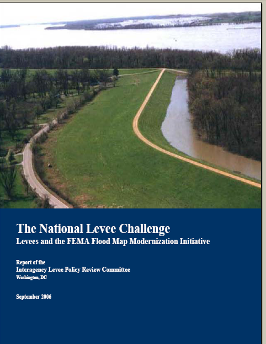 The National Levee Challenge
Levees and the FEMA Flood Map Modernization Initiative
Report of the
Interagency Levee Policy Review Committee
Washington, DC
September 2006